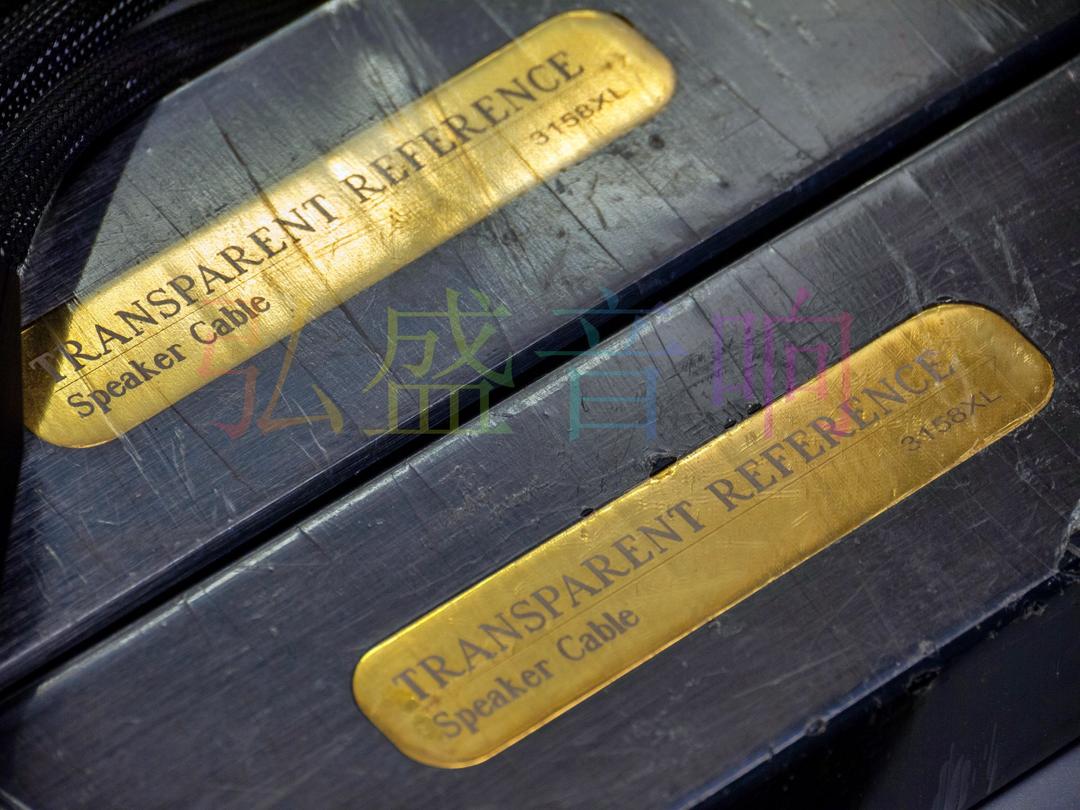 TRANSPARENT REFERENCE
3158XL
Speaker Cable
弘盛音响
TRANSPARENT REFERENCE
3158XL
Speaker Cable